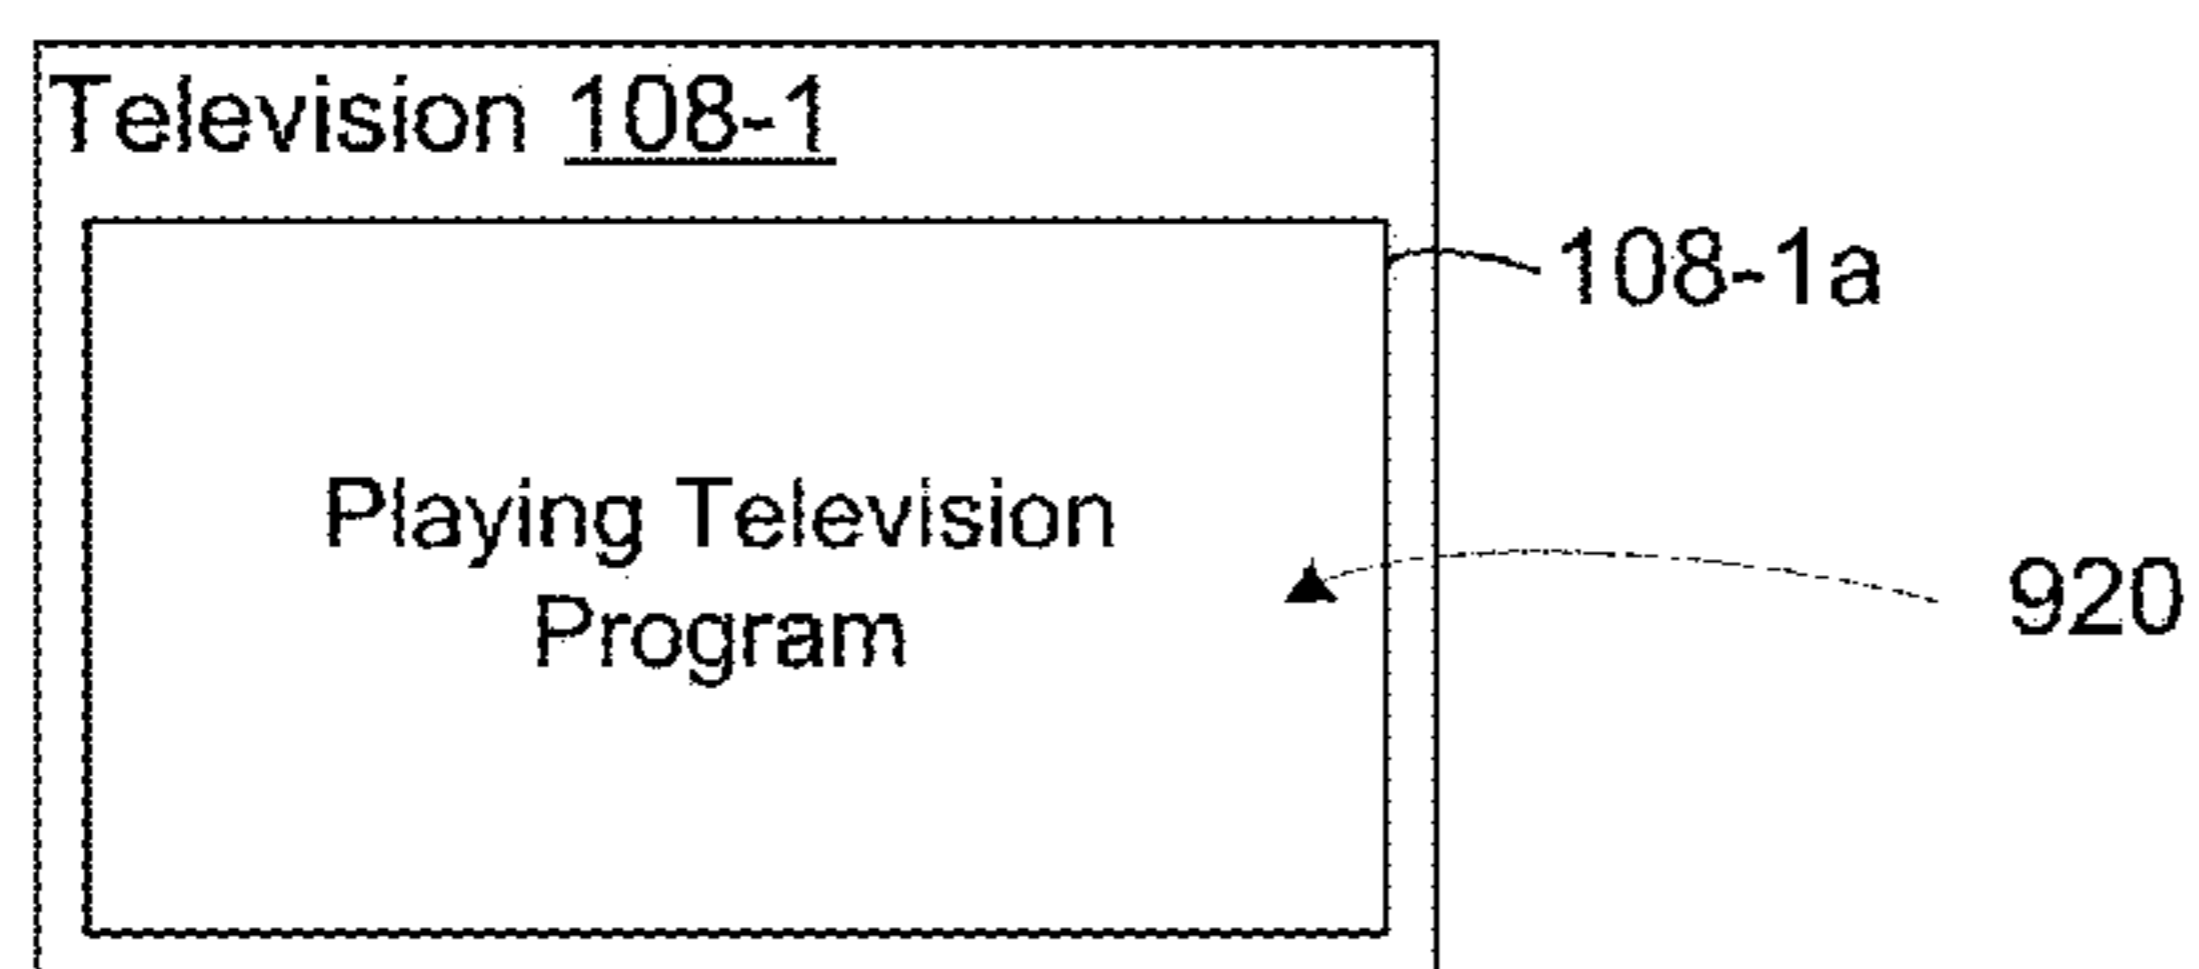 Television 108-1
108-1a
Playing Television
Program
920